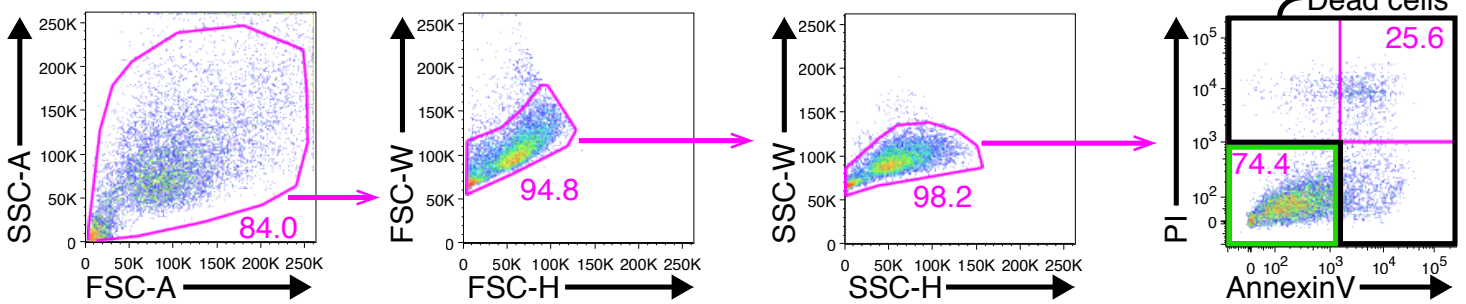 Dead cells
250K
200K
150K
100K
50K
0
SSC-A
84.0
0 50K 100K 150K 200K 250K
FSC-A
250K
200K
150K
100K
50K
0
FSC-W
94.8
0 50K 100K 150K 200K 250K
FSC-H
250K
200K
150K
100K
50K
0
SSC-W
98.2
0 50K 100K 150K 200K 250K
SSC-H
10^5
10^4
10^3
10^2
0
PI
25.6
74.4
0 10^2 10^3 10^4 10^5
AnnexinV